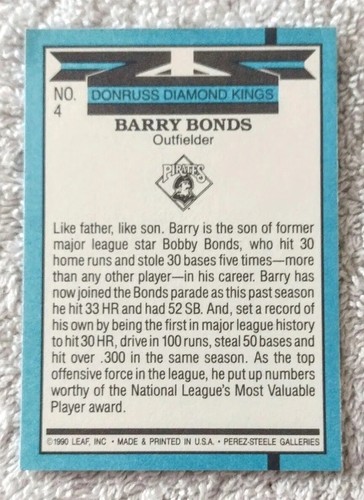 NO.
4
DONRUSS DIAMOND KINGS
BARRY BONDS
Outfielder
PIRATES
Like father, like son. Barry is the son of former
major league star Bobby Bonds, who hit 30
home runs and stole 30 bases five times—more
than any other player—in his career. Barry has
now joined the Bonds parade as this past season
he hit 33 HR and had 52 SB. And, set a record of
his own by being the first in major league history
to hit 30 HR, drive in 100 runs, steal 50 bases and
hit over .300 in the same season. As the top
offensive force in the league, he put up numbers
worthy of the National League's Most Valuable
Player award.
©1990 LEAF, INC • MADE & PRINTED IN U.S.A. • PEREZ-STEELE GALLERIES